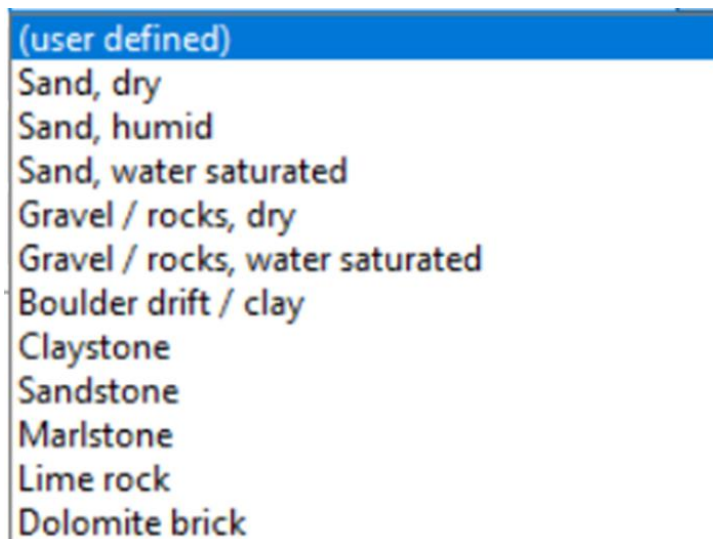 (user defined)
Sand, dry
Sand, humid
Sand, water saturated
Gravel / rocks, dry
Gravel / rocks, water saturated
Boulder drift / clay
Claystone
Sandstone
Marlstone
Lime rock
Dolomite brick